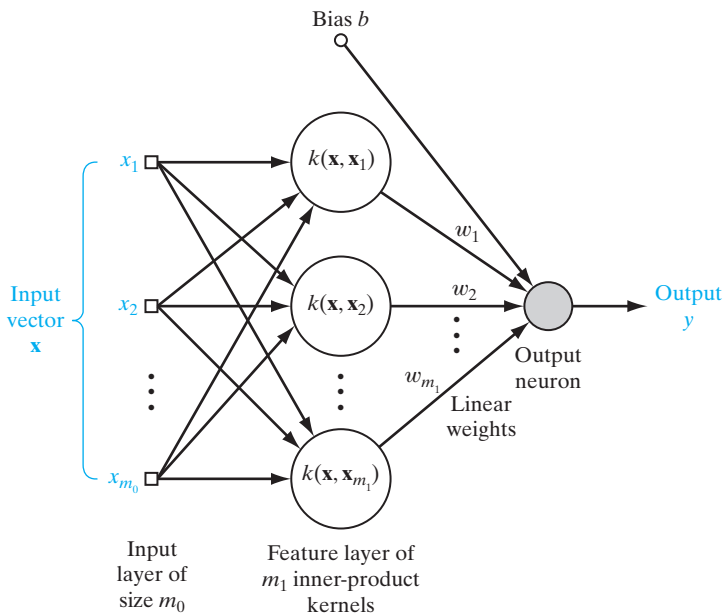 Bias b
x₁
k(x, x₁)
w₁
Input
vector
x
x₂
k(x, x₂)
w₂
Output
y
Output
neuron
wₘ₁
Linear
weights
xₘ₀
k(x, xₘ₁)
Input
layer of
size m₀
Feature layer of
m₁ inner-product
kernels